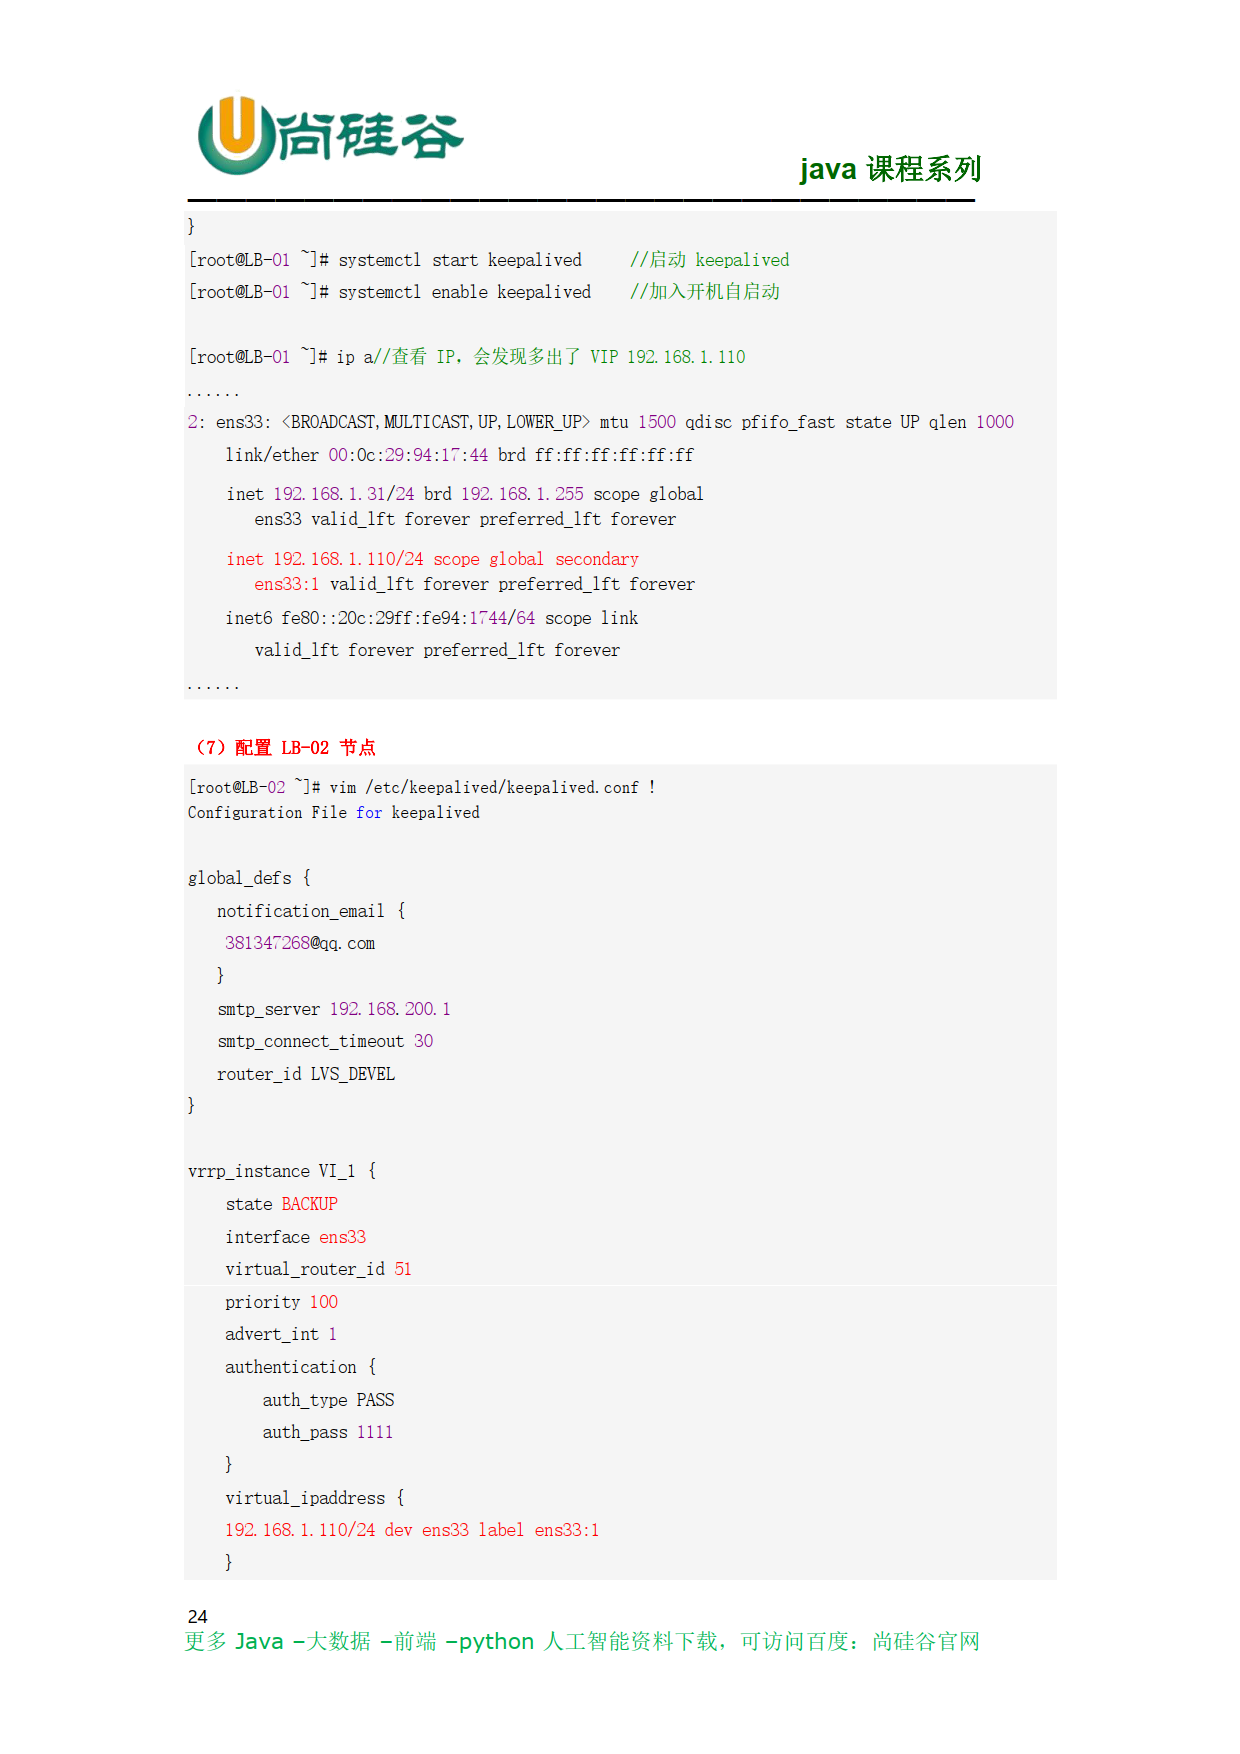 尚硅谷
java 课程系列
}
[root@LB-01 ~]# systemctl start keepalived //启动 keepalived
[root@LB-01 ~]# systemctl enable keepalived //加入开机自启动
[root@LB-01 ~]# ip a//查看 IP，会发现多出了 VIP 192.168.1.110
......
2: ens33: <BROADCAST,MULTICAST,UP,LOWER_UP> mtu 1500 qdisc pfifo_fast state UP qlen 1000
link/ether 00:0c:29:94:17:44 brd ff:ff:ff:ff:ff:ff
inet 192.168.1.31/24 brd 192.168.1.255 scope global
ens33 valid_lft forever preferred_lft forever
inet 192.168.1.110/24 scope global secondary
ens33:1 valid_lft forever preferred_lft forever
inet6 fe80::20c:29ff:fe94:1744/64 scope link
valid_lft forever preferred_lft forever
......
（7）配置 LB-02 节点
[root@LB-02 ~]# vim /etc/keepalived/keepalived.conf !
Configuration File for keepalived
global_defs {
notification_email {
381347268@qq.com
}
smtp_server 192.168.200.1
smtp_connect_timeout 30
router_id LVS_DEVEL
}
vrrp_instance VI_1 {
state BACKUP
interface ens33
virtual_router_id 51
priority 100
advert_int 1
authentication {
auth_type PASS
auth_pass 1111
}
virtual_ipaddress {
192.168.1.110/24 dev ens33 label ens33:1
}
24
更多 Java –大数据 –前端 –python 人工智能资料下载，可访问百度：尚硅谷官网